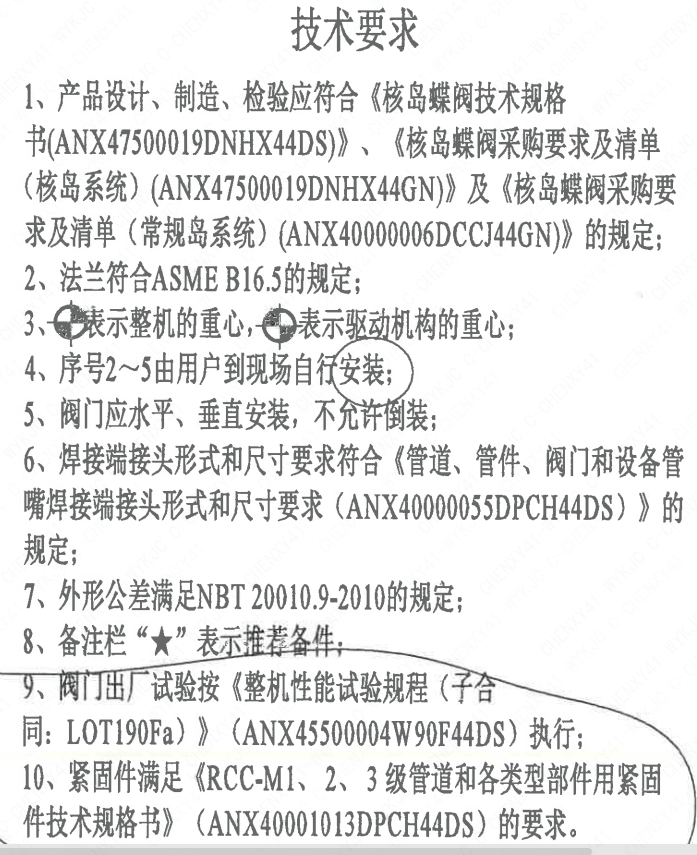 技术要求
1、产品设计、制造、检验应符合《核岛蝶阀技术规格
书(ANX47500019DNHX44DS)》、《核岛蝶阀采购要求及清单
（核岛系统）(ANX47500019DNHX44GN)》及《核岛蝶阀采购要
求及清单（常规岛系统）(ANX40000006DCCJ44GN)》的规定；
2、法兰符合ASME B16.5的规定；
3、表示整机的重心，表示驱动机构的重心；
4、序号2～5由用户到现场自行安装；
5、阀门应水平、垂直安装，不允许倒装；
6、焊接端接头形式和尺寸要求符合《管道、管件、阀门和设备管
嘴焊接端接头形式和尺寸要求（ANX40000055DPCH44DS）》的
规定；
7、外形公差满足NBT 20010.9-2010的规定；
8、备注栏“★”表示推荐备件；
9、阀门出厂试验按《整机性能试验规程（子合
同：LOT190Fa）》（ANX45500004W90F44DS）执行；
10、紧固件满足《RCC-M1、2、3 级管道和各类型部件用紧固
件技术规格书》（ANX40001013DPCH44DS）的要求。